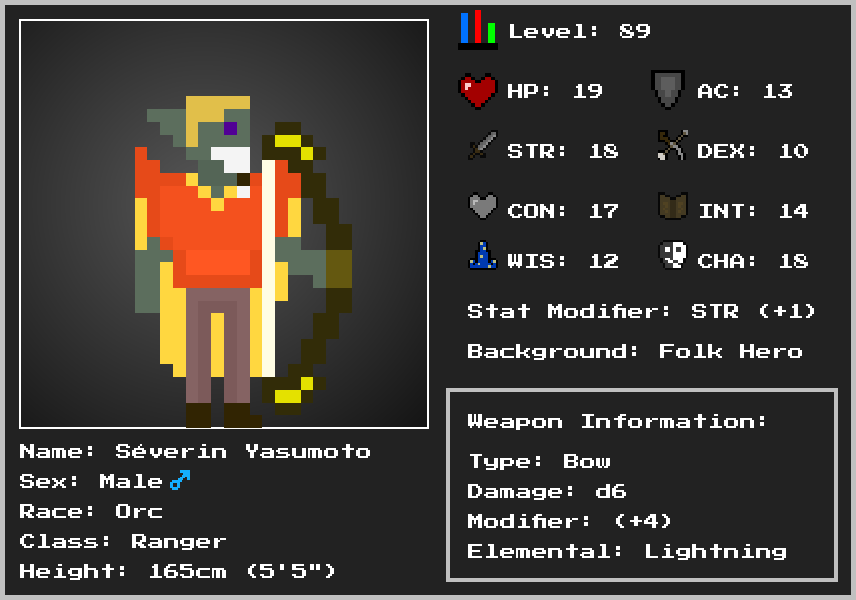 Level: 89
HP: 19
AC: 13
STR: 18
DEX: 10
CON: 17
INT: 14
WIS: 12
CHA: 18
Stat Modifier: STR (+1)
Background: Folk Hero
Weapon Information:
Type: Bow
Damage: d6
Modifier: (+4)
Elemental: Lightning
Name: Séverin Yasumoto
Sex: Male♂
Race: Orc
Class: Ranger
Height: 165cm (5'5")